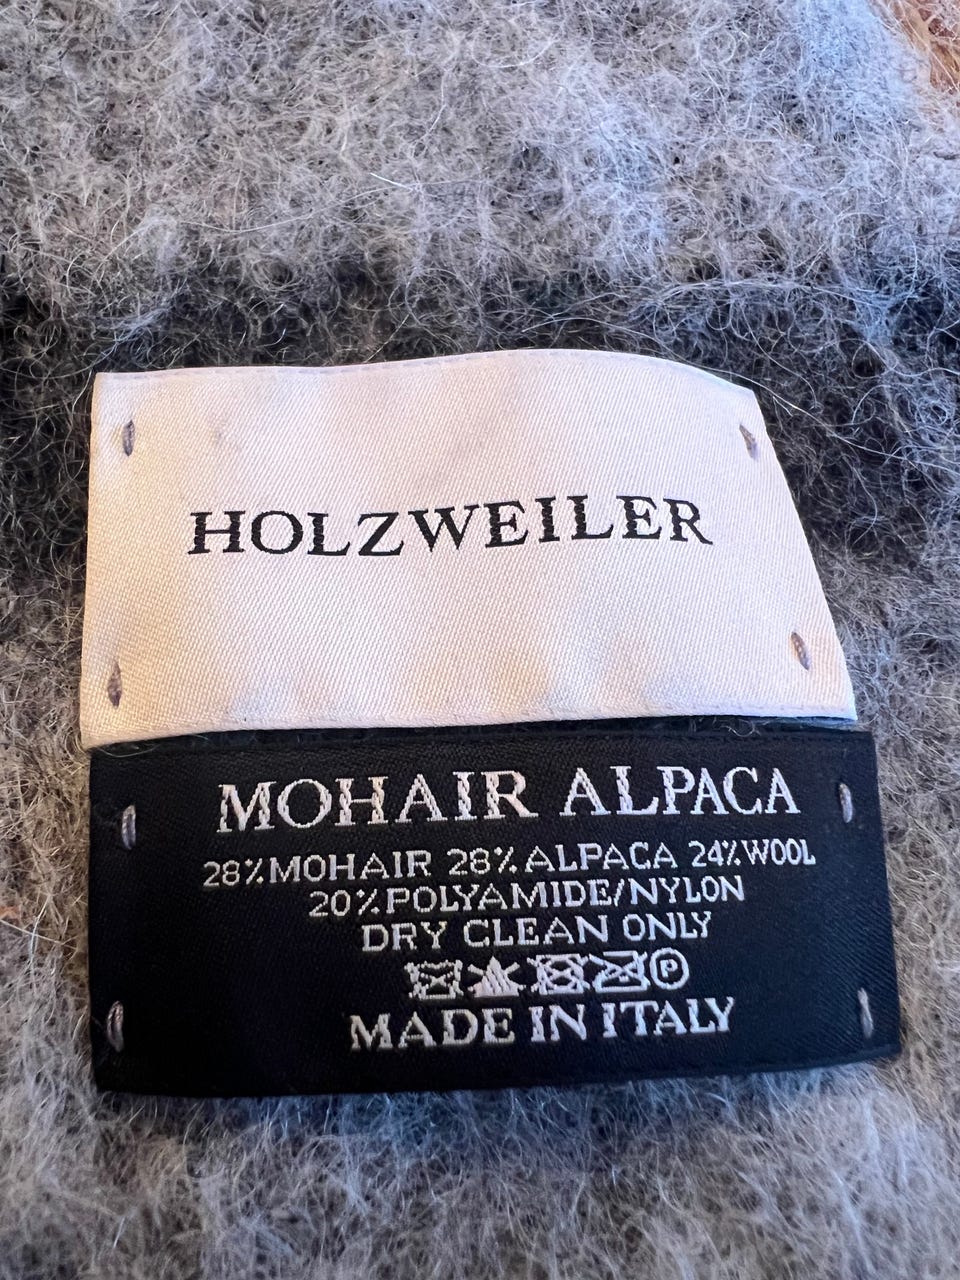 HOLZWEILER
MOHAIR ALPACA
28%MOHAIR 28%ALPACA 24%WOOL
20%POLYAMIDE/NYLON
DRY CLEAN ONLY
P
MADE IN ITALY